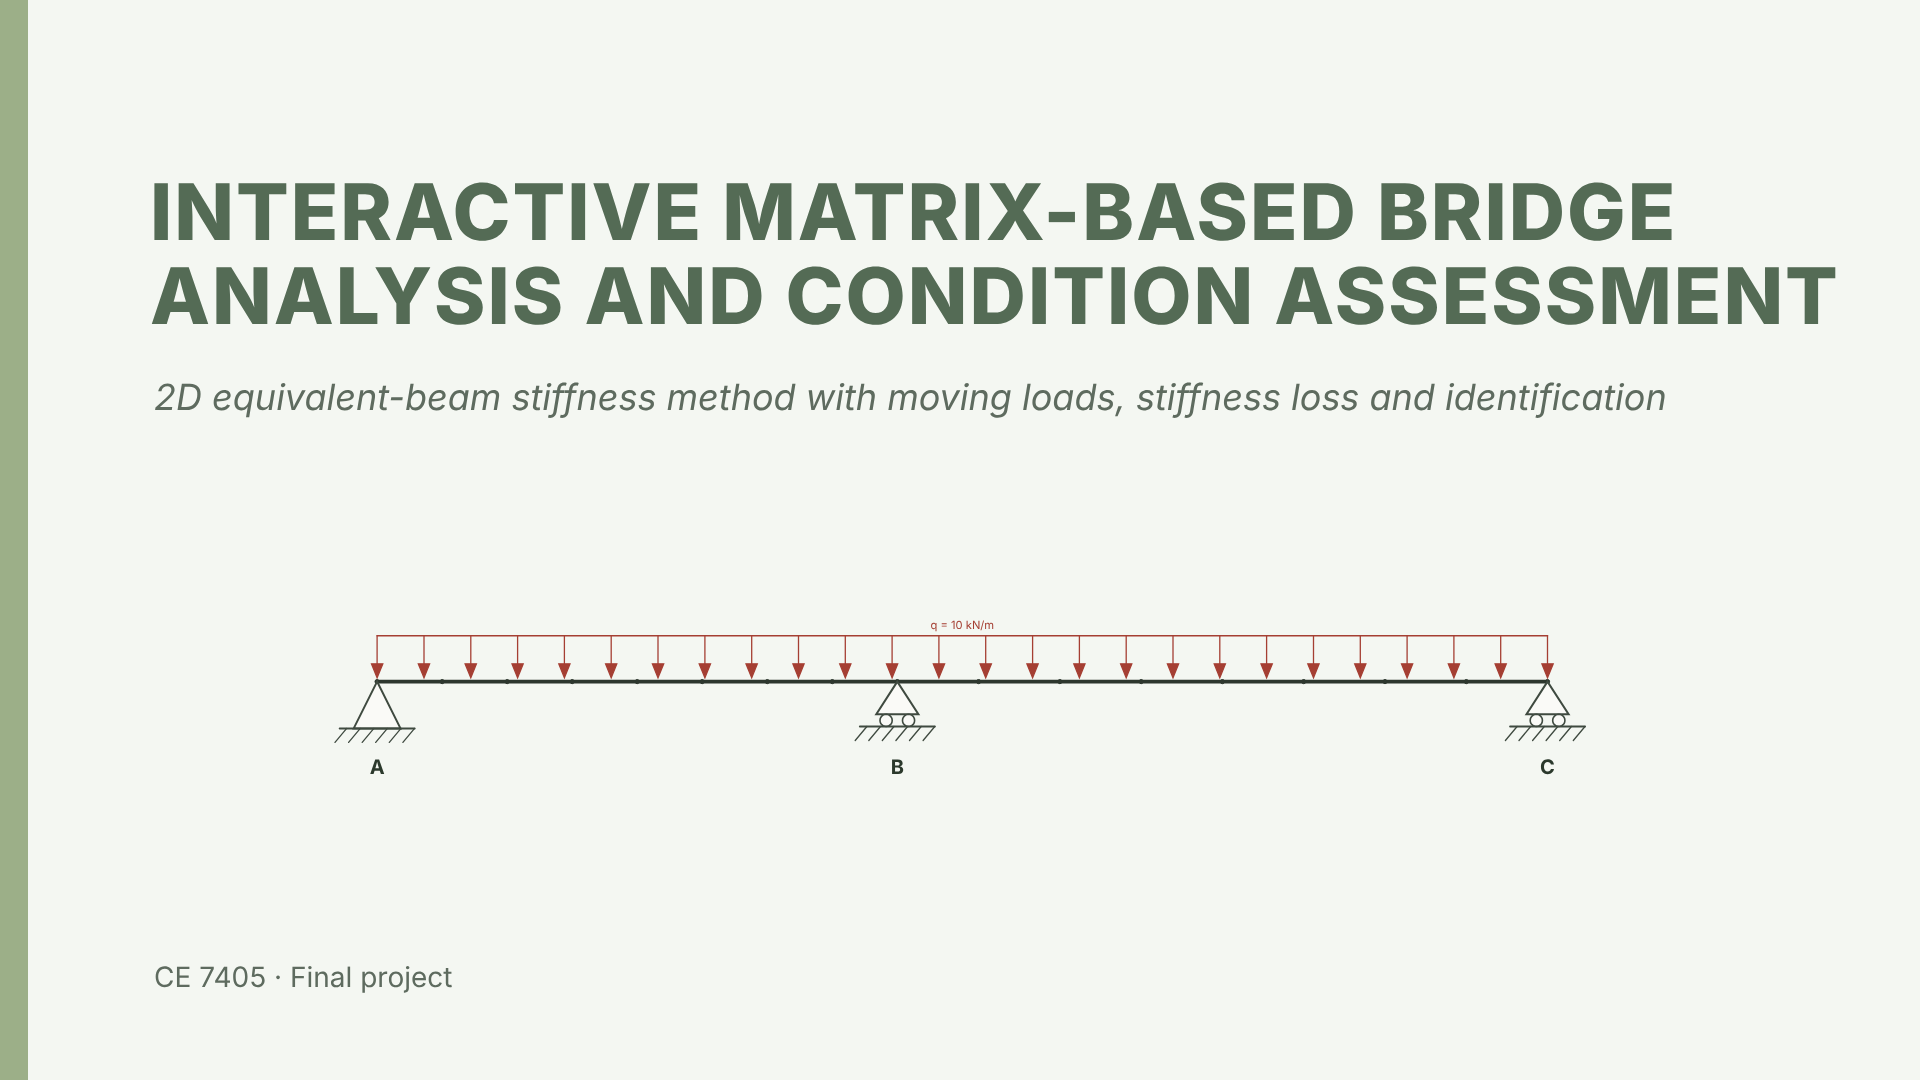 INTERACTIVE MATRIX-BASED BRIDGE
ANALYSIS AND CONDITION ASSESSMENT
2D equivalent-beam stiffness method with moving loads, stiffness loss and identification
q = 10 kN/m
A B C
CE 7405 · Final project